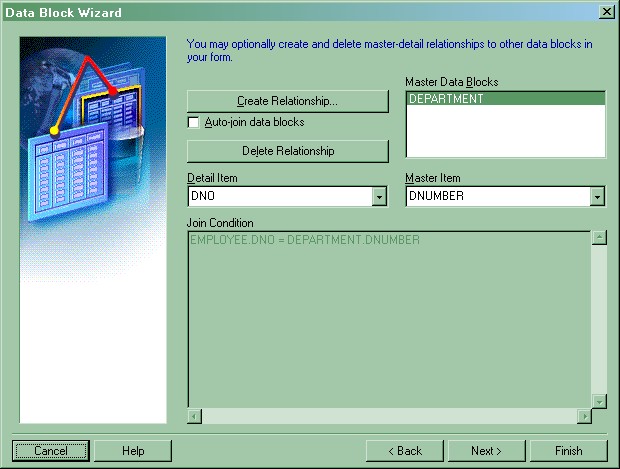 Data Block Wizard
You may optionally create and delete master-detail relationships to other data blocks in
your form.
Master Data Blocks
Create Relationship...
DEPARTMENT
Auto-join data blocks
Delete Relationship
Detail Item
Master Item
DNO
DNUMBER
Join Condition
EMPLOYEE.DNO = DEPARTMENT.DNUMBER
Cancel
Help
< Back
Next >
Finish